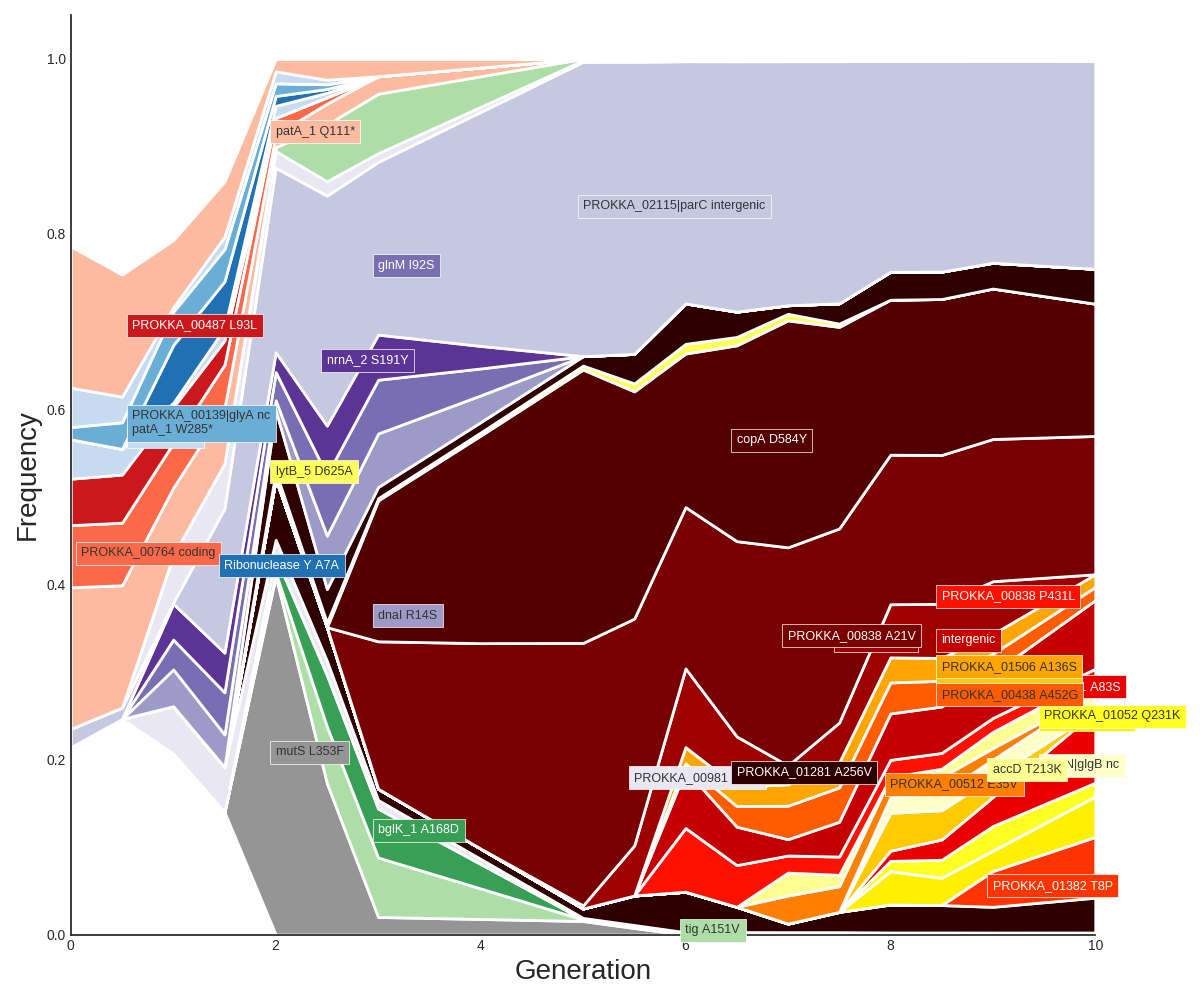 1.0
0.8
0.6
0.4
0.2
0.0
0
2
4
6
8
10
Frequency
Generation
patA_1 Q111*
PROKKA_02115|parC intergenic
glnM I92S
PROKKA_00487 L93L
nrnA_2 S191Y
PROKKA_00139|glyA nc
patA_1 W285*
copA D584Y
lytB_5 D625A
PROKKA_00764 coding
Ribonuclease Y A7A
PROKKA_00838 P431L
dnaI R14S
PROKKA_00838 A21V
intergenic
PROKKA_01506 A136S
PROKKA_00438 A452G
A83S
PROKKA_01052 Q231K
mutS L353F
PROKKA_00981
PROKKA_01281 A256V
accD T213K
|glgB nc
PROKKA_00512 E35V
bglK_1 A168D
PROKKA_01382 T8P
tig A151V